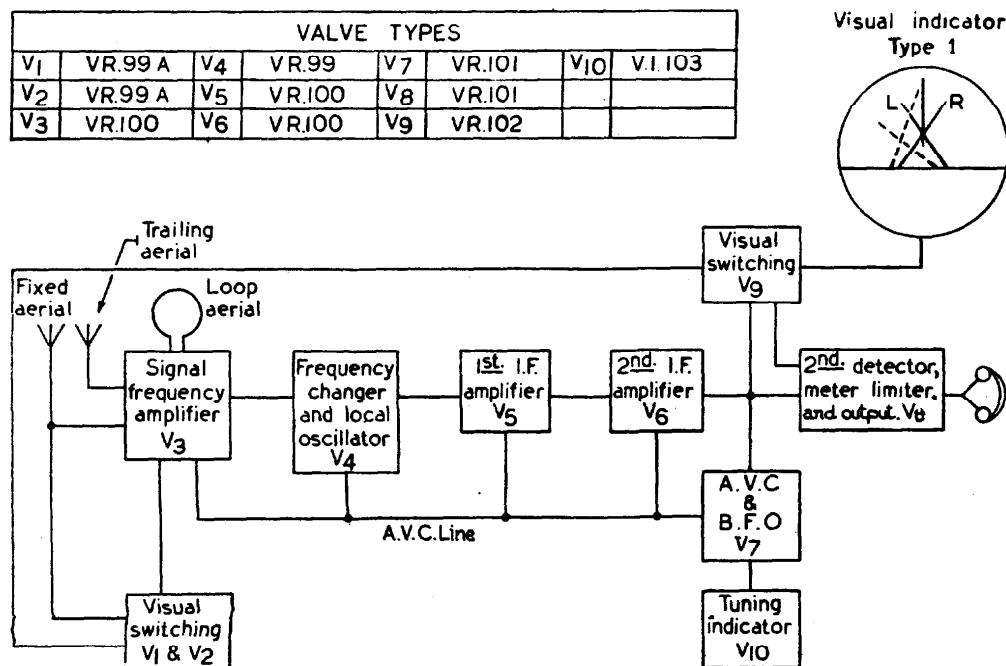 VALVE TYPES
V1 VR.99 A V4 VR.99 V7 VR.101 V10 V.I.103
V2 VR.99 A V5 VR.100 V8 VR.101
V3 VR.100 V6 VR.100 V9 VR.102
Visual indicator
Type 1
L R
Trailing
aerial
Fixed
aerial
Loop
aerial
Visual
switching
V9
Signal
frequency
amplifier
V3
Frequency
changer
and local
oscillator
V4
1st. I.F.
amplifier
V5
2nd. I.F.
amplifier
V6
2nd. detector,
meter limiter.
and output. V8
A.V.C
&
B.F.O
V7
A.V.C. Line
Visual
switching
V1 & V2
Tuning
indicator
V10